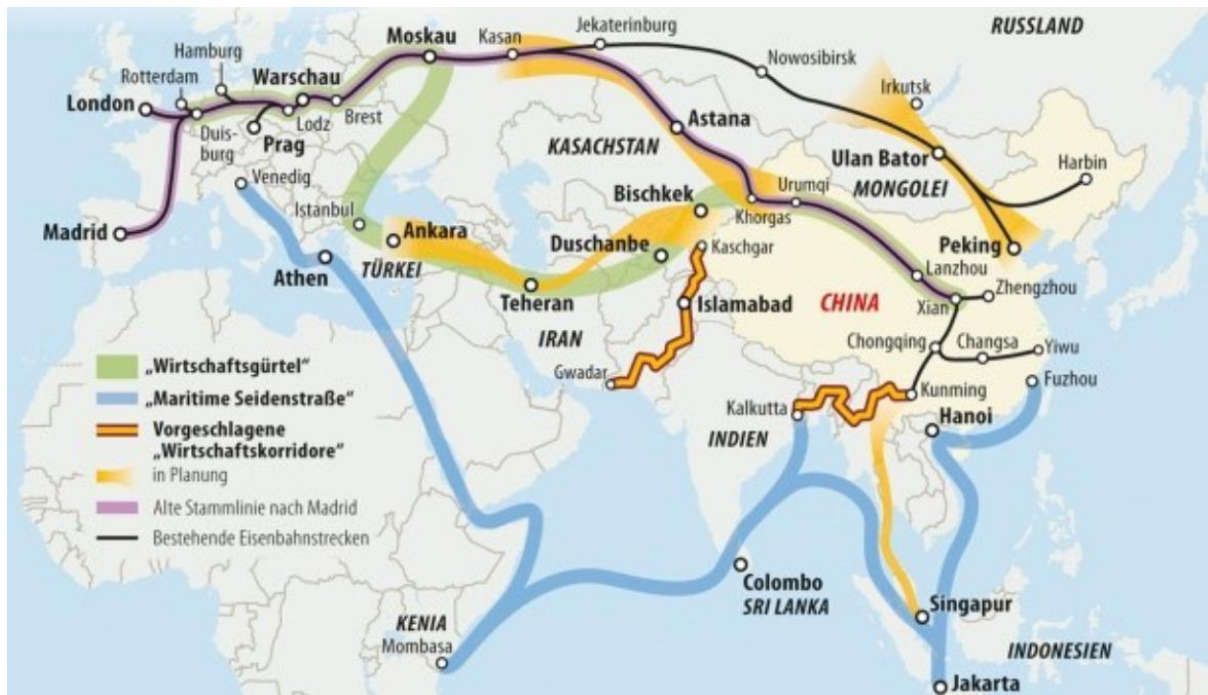 Jekaterinburg
RUSSLAND
Hamburg
Moskau
Kasan
Nowosibirsk
Rotterdam
Warschau
Irkutsk
London
Astana
Duis-
burg
Lodz
Brest
Prag
KASACHSTAN
Ulan Bator
Harbin
Venedig
Bischkek
Urumqi
MONGOLEI
Istanbul
Khorgas
Madrid
Ankara
Duschanbe
Kaschgar
Peking
Athen
TÜRKEI
Lanzhou
Teheran
Islamabad
CHINA
Zhengzhou
Xian
IRAN
Chongqing
Changsa
Yiwu
„Wirtschaftsgürtel“
Gwadar
Fuzhou
„Maritime Seidenstraße“
Kunming
Kalkutta
Hanoi
Vorgeschlagene
„Wirtschaftskorridore“
INDIEN
in Planung
Alte Stammlinie nach Madrid
Bestehende Eisenbahnstrecken
Colombo
SRI LANKA
Singapur
KENIA
Mombasa
INDONESIEN
Jakarta